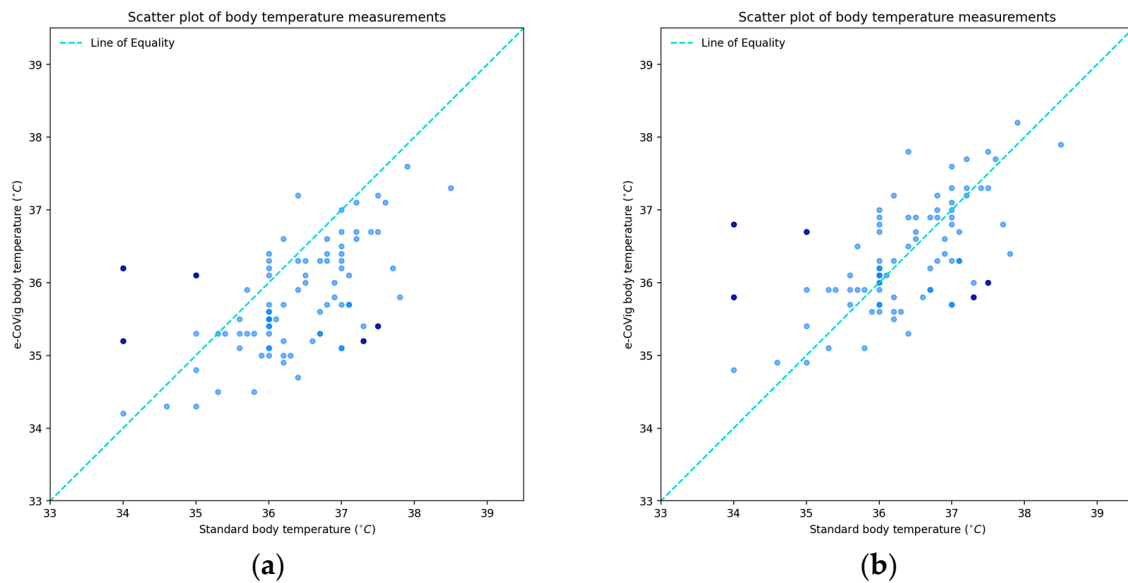 Scatter plot of body temperature measurements
Line of Equality
39
38
37
36
35
34
33
e-CoVig body temperature (°C)
33 34 35 36 37 38 39
Standard body temperature (°C)
(a)
Scatter plot of body temperature measurements
Line of Equality
39
38
37
36
35
34
33
e-CoVig body temperature (°C)
33 34 35 36 37 38 39
Standard body temperature (°C)
(b)